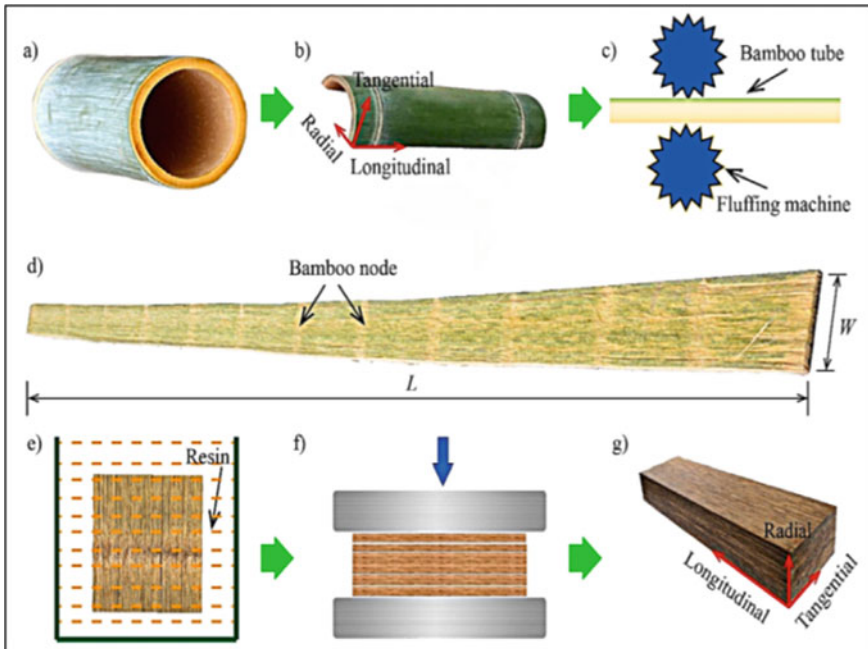 a)
b)
Tangential
Radial
Longitudinal
c)
Bamboo tube
Fluffing machine
d)
Bamboo node
W
L
e)
Resin
f)
g)
Radial
Longitudinal
Tangential